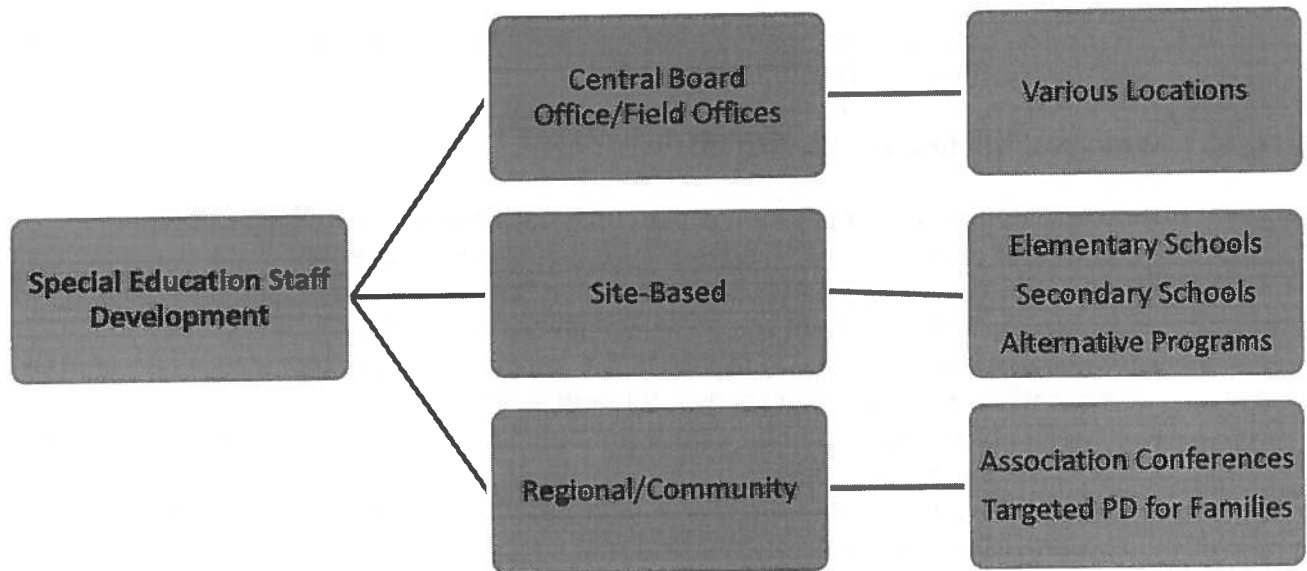 Special Education Staff
Development
Central Board
Office/Field Offices
Various Locations
Site-Based
Elementary Schools
Secondary Schools
Alternative Programs
Regional/Community
Association Conferences
Targeted PD for Families